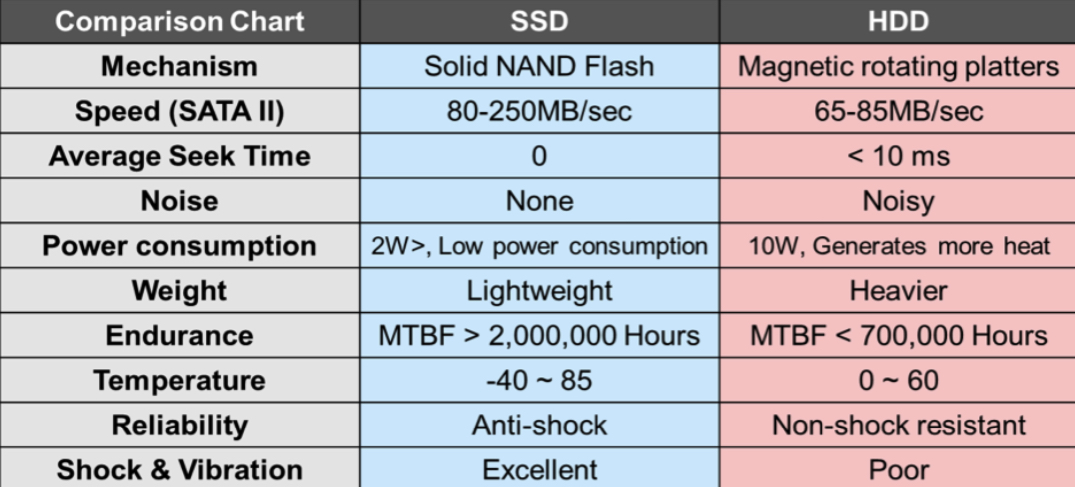 Comparison Chart SSD HDD
Mechanism Solid NAND Flash Magnetic rotating platters
Speed (SATA II) 80-250MB/sec 65-85MB/sec
Average Seek Time 0 < 10 ms
Noise None Noisy
Power consumption 2W>, Low power consumption 10W, Generates more heat
Weight Lightweight Heavier
Endurance MTBF > 2,000,000 Hours MTBF < 700,000 Hours
Temperature -40 ~ 85 0 ~ 60
Reliability Anti-shock Non-shock resistant
Shock & Vibration Excellent Poor